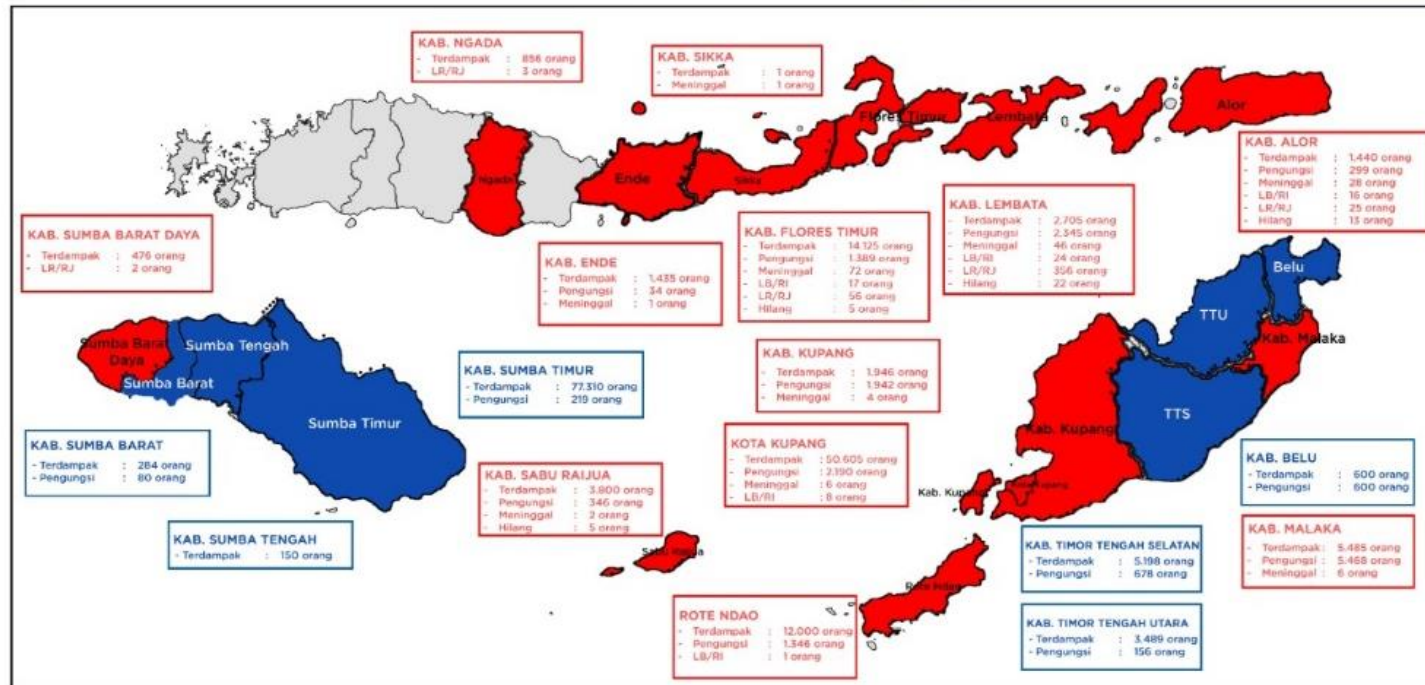 KAB. NGADA
- Terdampak : 856 orang
- LR/RJ : 3 orang
KAB. SIKKA
- Terdampak : 1 orang
- Meninggal : 1 orang
Flores Timur
Lembata
Alor
Ngada
Ende
Sikka
KAB. ALOR
- Terdampak : 1.440 orang
- Pengungsi : 299 orang
- Meninggal : 28 orang
- LB/RI : 16 orang
- LR/RJ : 25 orang
- Hilang : 13 orang
KAB. SUMBA BARAT DAYA
- Terdampak : 476 orang
- LR/RJ : 2 orang
KAB. ENDE
- Terdampak : 1.435 orang
- Pengungsi : 34 orang
- Meninggal : 1 orang
KAB. FLORES TIMUR
- Terdampak : 14.125 orang
- Pengungsi : 1.389 orang
- Meninggal : 72 orang
- LB/RI : 17 orang
- LR/RJ : 56 orang
- Hilang : 5 orang
KAB. LEMBATA
- Terdampak : 2.705 orang
- Pengungsi : 2.345 orang
- Meninggal : 46 orang
- LB/RI : 24 orang
- LR/RJ : 356 orang
- Hilang : 22 orang
Belu
TTU
Kab. Malaka
TTS
Kab. Kupang
Sumba Barat
Daya
Sumba Tengah
Sumba Barat
Sumba Timur
KAB. SUMBA TIMUR
- Terdampak : 77.310 orang
- Pengungsi : 219 orang
KAB. KUPANG
- Terdampak : 1.946 orang
- Pengungsi : 1.942 orang
- Meninggal : 4 orang
KAB. SUMBA BARAT
- Terdampak : 284 orang
- Pengungsi : 80 orang
KOTA KUPANG
- Terdampak : 50.605 orang
- Pengungsi : 2.190 orang
- Meninggal : 6 orang
- LB/RI : 8 orang
KAB. BELU
- Terdampak : 600 orang
- Pengungsi : 600 orang
KAB. SABU RAIJUA
- Terdampak : 3.800 orang
- Pengungsi : 346 orang
- Meninggal : 2 orang
- Hilang : 5 orang
Kab. Kupang
Kota Kupang
KAB. SUMBA TENGAH
- Terdampak : 150 orang
Sabu Raijua
KAB. TIMOR TENGAH SELATAN
- Terdampak : 5.198 orang
- Pengungsi : 678 orang
KAB. MALAKA
- Terdampak : 5.485 orang
- Pengungsi : 5.468 orang
- Meninggal : 6 orang
Rote Ndao
ROTE NDAO
- Terdampak : 12.000 orang
- Pengungsi : 1.346 orang
- LB/RI : 1 orang
KAB. TIMOR TENGAH UTARA
- Terdampak : 3.489 orang
- Pengungsi : 156 orang